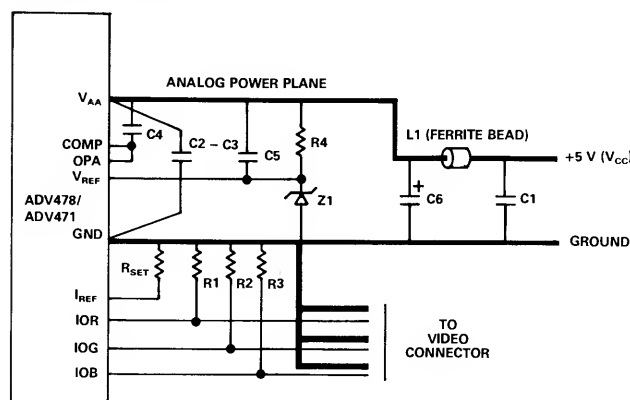 ANALOG POWER PLANE
V_AA
C4
C2 – C3
C5
R4
L1 (FERRITE BEAD)
+5 V (V_CC)
COMP
OPA
V_REF
Z1
+
C6
C1
ADV478/
ADV471
GND
GROUND
R_SET
R1
R2
R3
I_REF
IOR
IOG
IOB
TO
VIDEO
CONNECTOR